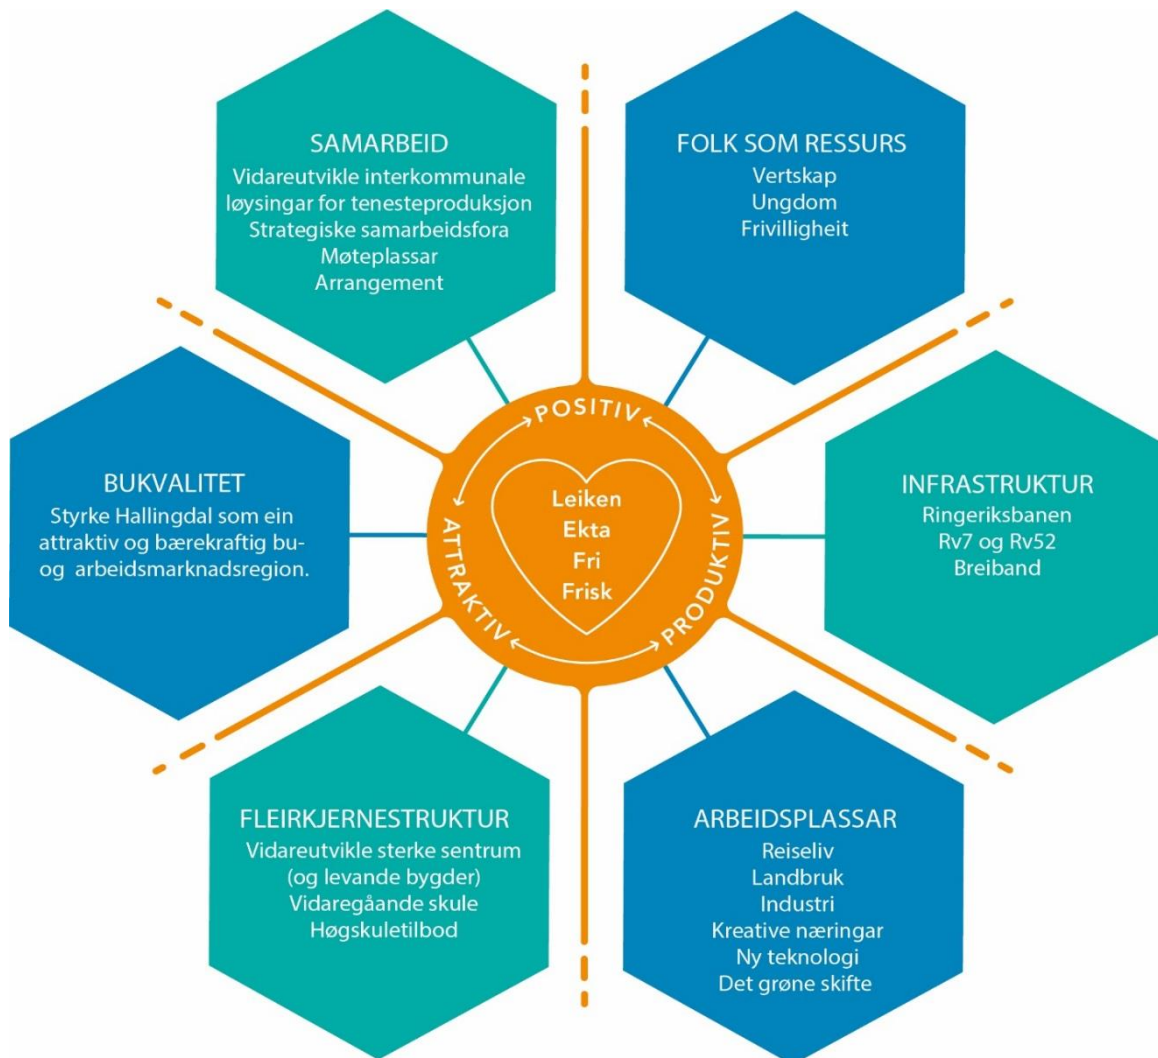 SAMARBEID
Vidareutvikle interkommunale
løysingar for tenesteproduksjon
Strategiske samarbeidsfora
Møteplassar
Arrangement
FOLK SOM RESSURS
Vertskap
Ungdom
Frivilligheit
BUKVALITET
Styrke Hallingdal som ein
attraktiv og bærekraftig bu-
og arbeidsmarknadsregion.
POSITIV
PRODUKTIV
ATTRAKTIV
Leiken
Ekta
Fri
Frisk
INFRASTRUKTUR
Ringeriksbanen
Rv7 og Rv52
Breiband
FLEIRKJERNESTRUKTUR
Vidareutvikle sterke sentrum
(og levande bygder)
Vidaregåande skule
Høgskuletilbod
ARBEIDSPLASSAR
Reiseliv
Landbruk
Industri
Kreative næringar
Ny teknologi
Det grøne skifte